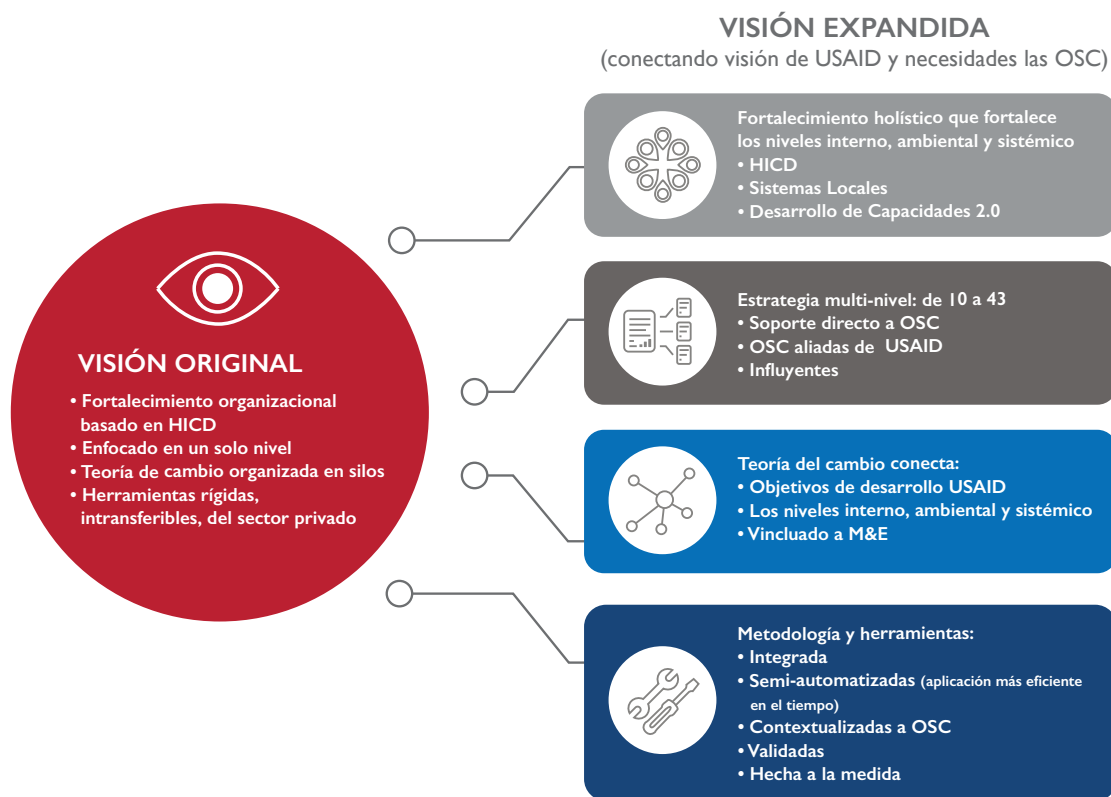 VISIÓN EXPANDIDA
(conectando visión de USAID y necesidades las OSC)
VISIÓN ORIGINAL
• Fortalecimiento organizacional
basado en HICD
• Enfocado en un solo nivel
• Teoría de cambio organizada en silos
• Herramientas rígidas,
intransferibles, del sector privado
Fortalecimiento holístico que fortalece
los niveles interno, ambiental y sistémico
• HICD
• Sistemas Locales
• Desarrollo de Capacidades 2.0
Estrategia multi-nivel: de 10 a 43
• Soporte directo a OSC
• OSC aliadas de USAID
• Influyentes
Teoría del cambio conecta:
• Objetivos de desarrollo USAID
• Los niveles interno, ambiental y sistémico
• Vincluado a M&E
Metodología y herramientas:
• Integrada
• Semi-automatizadas (aplicación más eficiente
en el tiempo)
• Contextualizadas a OSC
• Validadas
• Hecha a la medida